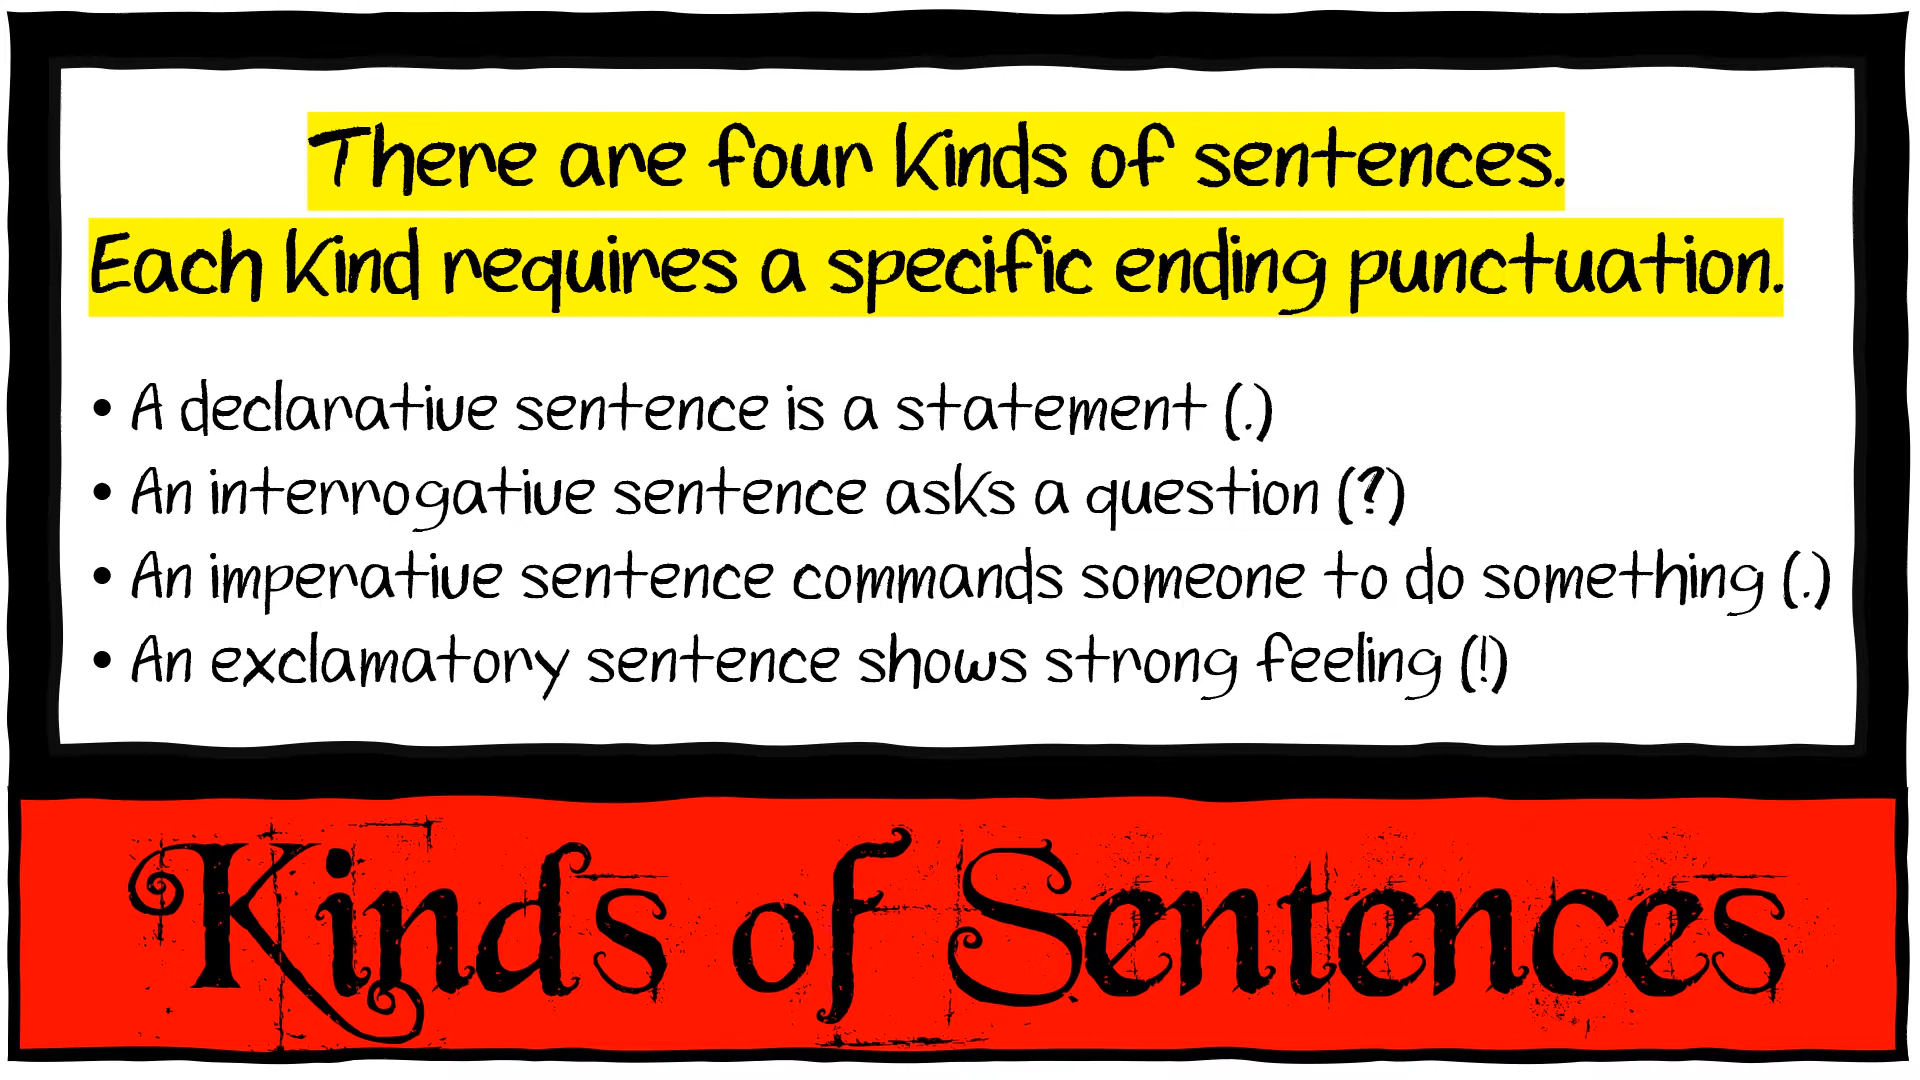 There are four kinds of sentences.
Each kind requires a specific ending punctuation.
• A declarative sentence is a statement (.)
• An interrogative sentence asks a question (?)
• An imperative sentence commands someone to do something (.)
• An exclamatory sentence shows strong feeling (!)
Kinds of Sentences